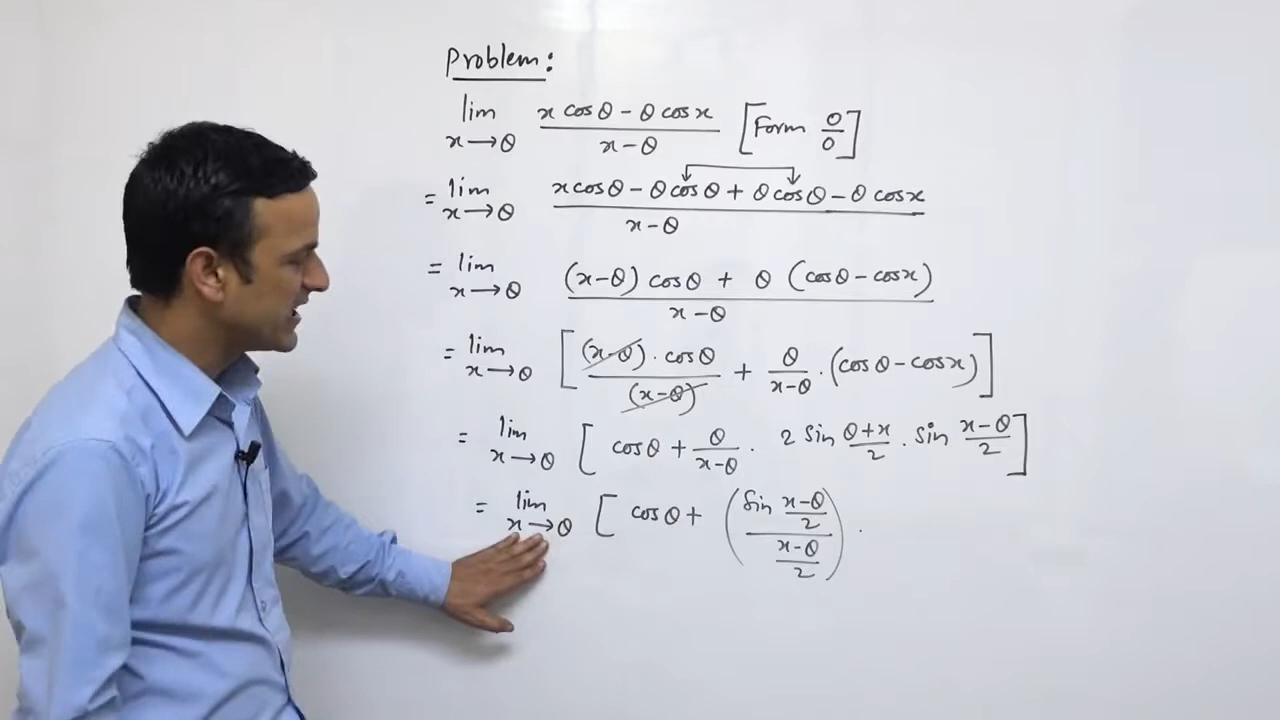 Problem:
lim x→θ (x cosθ − θ cosx)/(x−θ) [Form 0/0]
= lim x→θ (x cosθ − θ cosθ + θ cosθ − θ cosx)/(x−θ)
= lim x→θ ((x−θ) cosθ + θ (cosθ − cosx))/(x−θ)
= lim x→θ [(x−θ)·cosθ/(x−θ) + θ/(x−θ) · (cosθ − cosx)]
= lim x→θ [cosθ + θ/(x−θ) · 2 Sin (θ+x)/2 · Sin (x−θ)/2]
= lim x→θ [cosθ + (Sin ((x−θ)/2) / ((x−θ)/2)) ·